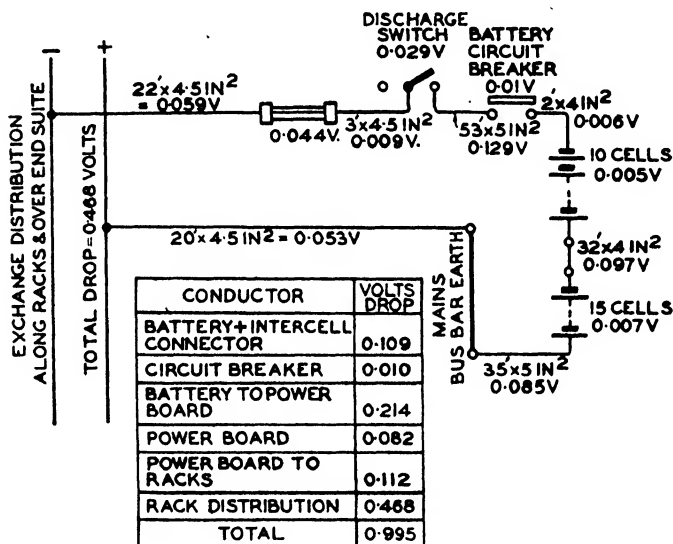 DISCHARGE
SWITCH
0·029V
BATTERY
CIRCUIT
BREAKER
0·01V
− +
22'x4·5IN²
= 0·059V
0·044V.
3'x4·5IN²
0·009V.
53'x5IN²
0·129V
2'x4IN²
0·006V
10 CELLS
0·005V
EXCHANGE DISTRIBUTION
ALONG RACKS & OVER END SUITE
TOTAL DROP=0·468 VOLTS
20'x4·5IN² = 0·053V
32'x4IN²
0·097V
MAINS
BUS BAR EARTH
15 CELLS
0·007V
35'x5IN²
0·085V
CONDUCTOR VOLTS
DROP
BATTERY+INTERCELL
CONNECTOR 0·109
CIRCUIT BREAKER 0·010
BATTERY TO POWER
BOARD 0·214
POWER BOARD 0·082
POWER BOARD TO
RACKS 0·112
RACK DISTRIBUTION 0·468
TOTAL 0·995